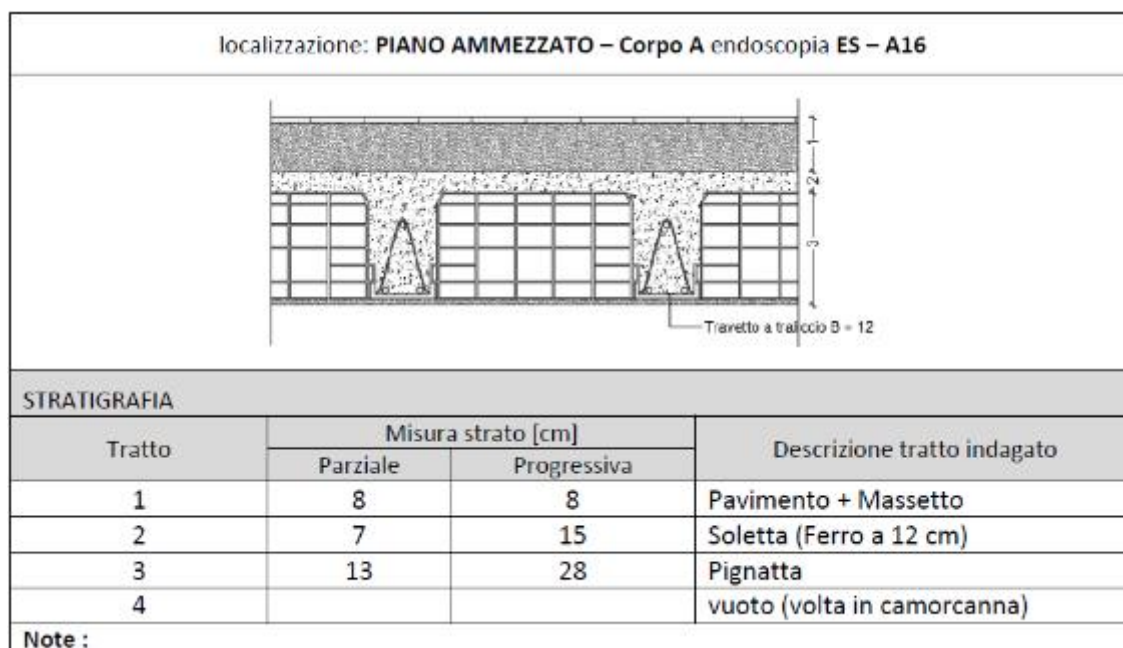 localizzazione: PIANO AMMEZZATO – Corpo A endoscopia ES – A16
1
2
3
Travetto a traliccio B = 12
STRATIGRAFIA
Tratto Misura strato [cm] Descrizione tratto indagato
Parziale Progressiva
1 8 8 Pavimento + Massetto
2 7 15 Soletta (Ferro a 12 cm)
3 13 28 Pignatta
4 vuoto (volta in camorcanna)
Note :